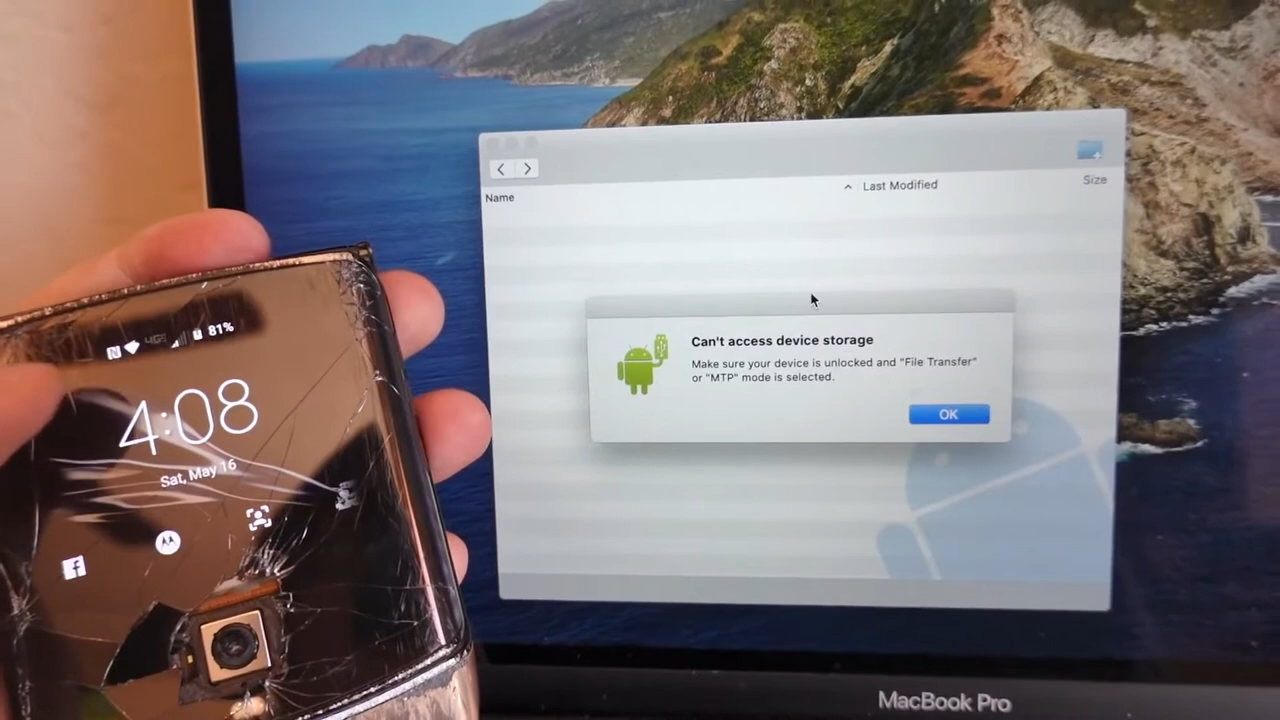 4G
81%
4:08
Sat, May 16
Name
Last Modified
Size
Can't access device storage
Make sure your device is unlocked and "File Transfer"
or "MTP" mode is selected.
OK
MacBook Pro